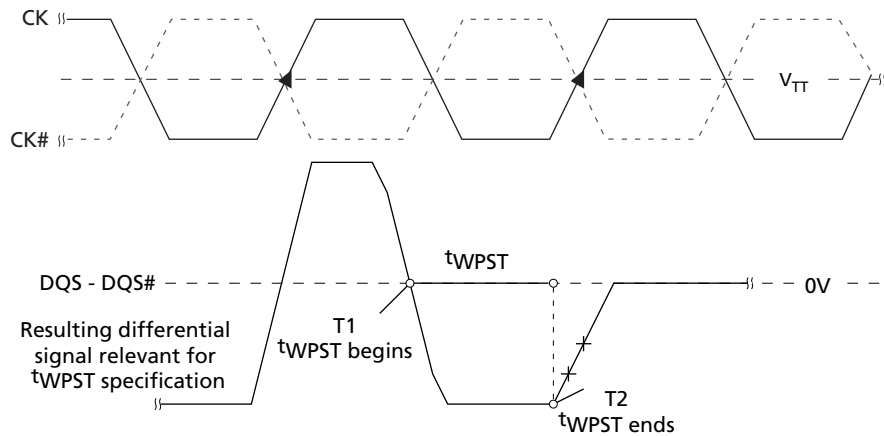 CK
VTT
CK#
tWPST
DQS - DQS#
0V
Resulting differential
signal relevant for
tWPST specification
T1
tWPST begins
T2
tWPST ends